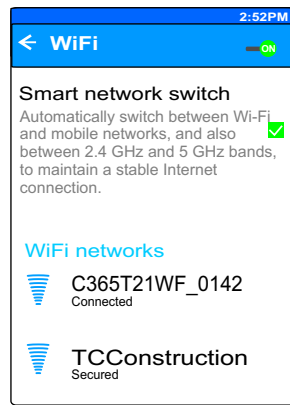 2:52PM
WiFi
ON
Smart network switch
Automatically switch between Wi-Fi
and mobile networks, and also
between 2.4 GHz and 5 GHz bands,
to maintain a stable Internet
connection.
WiFi networks
C365T21WF_0142
Connected
TCConstruction
Secured